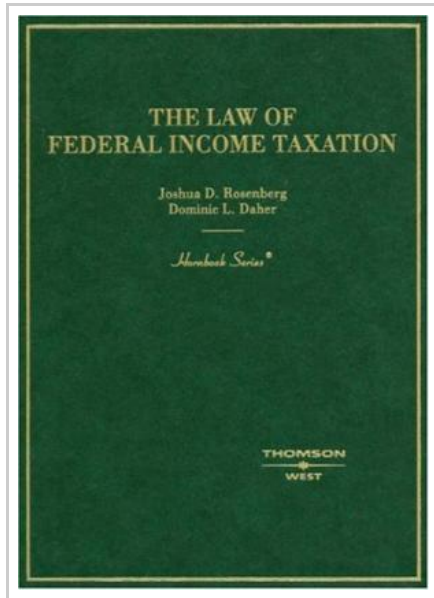 THE LAW OF
FEDERAL INCOME TAXATION
Joshua D. Rosenberg
Dominic L. Daher
Hornbook Series®
THOMSON
WEST